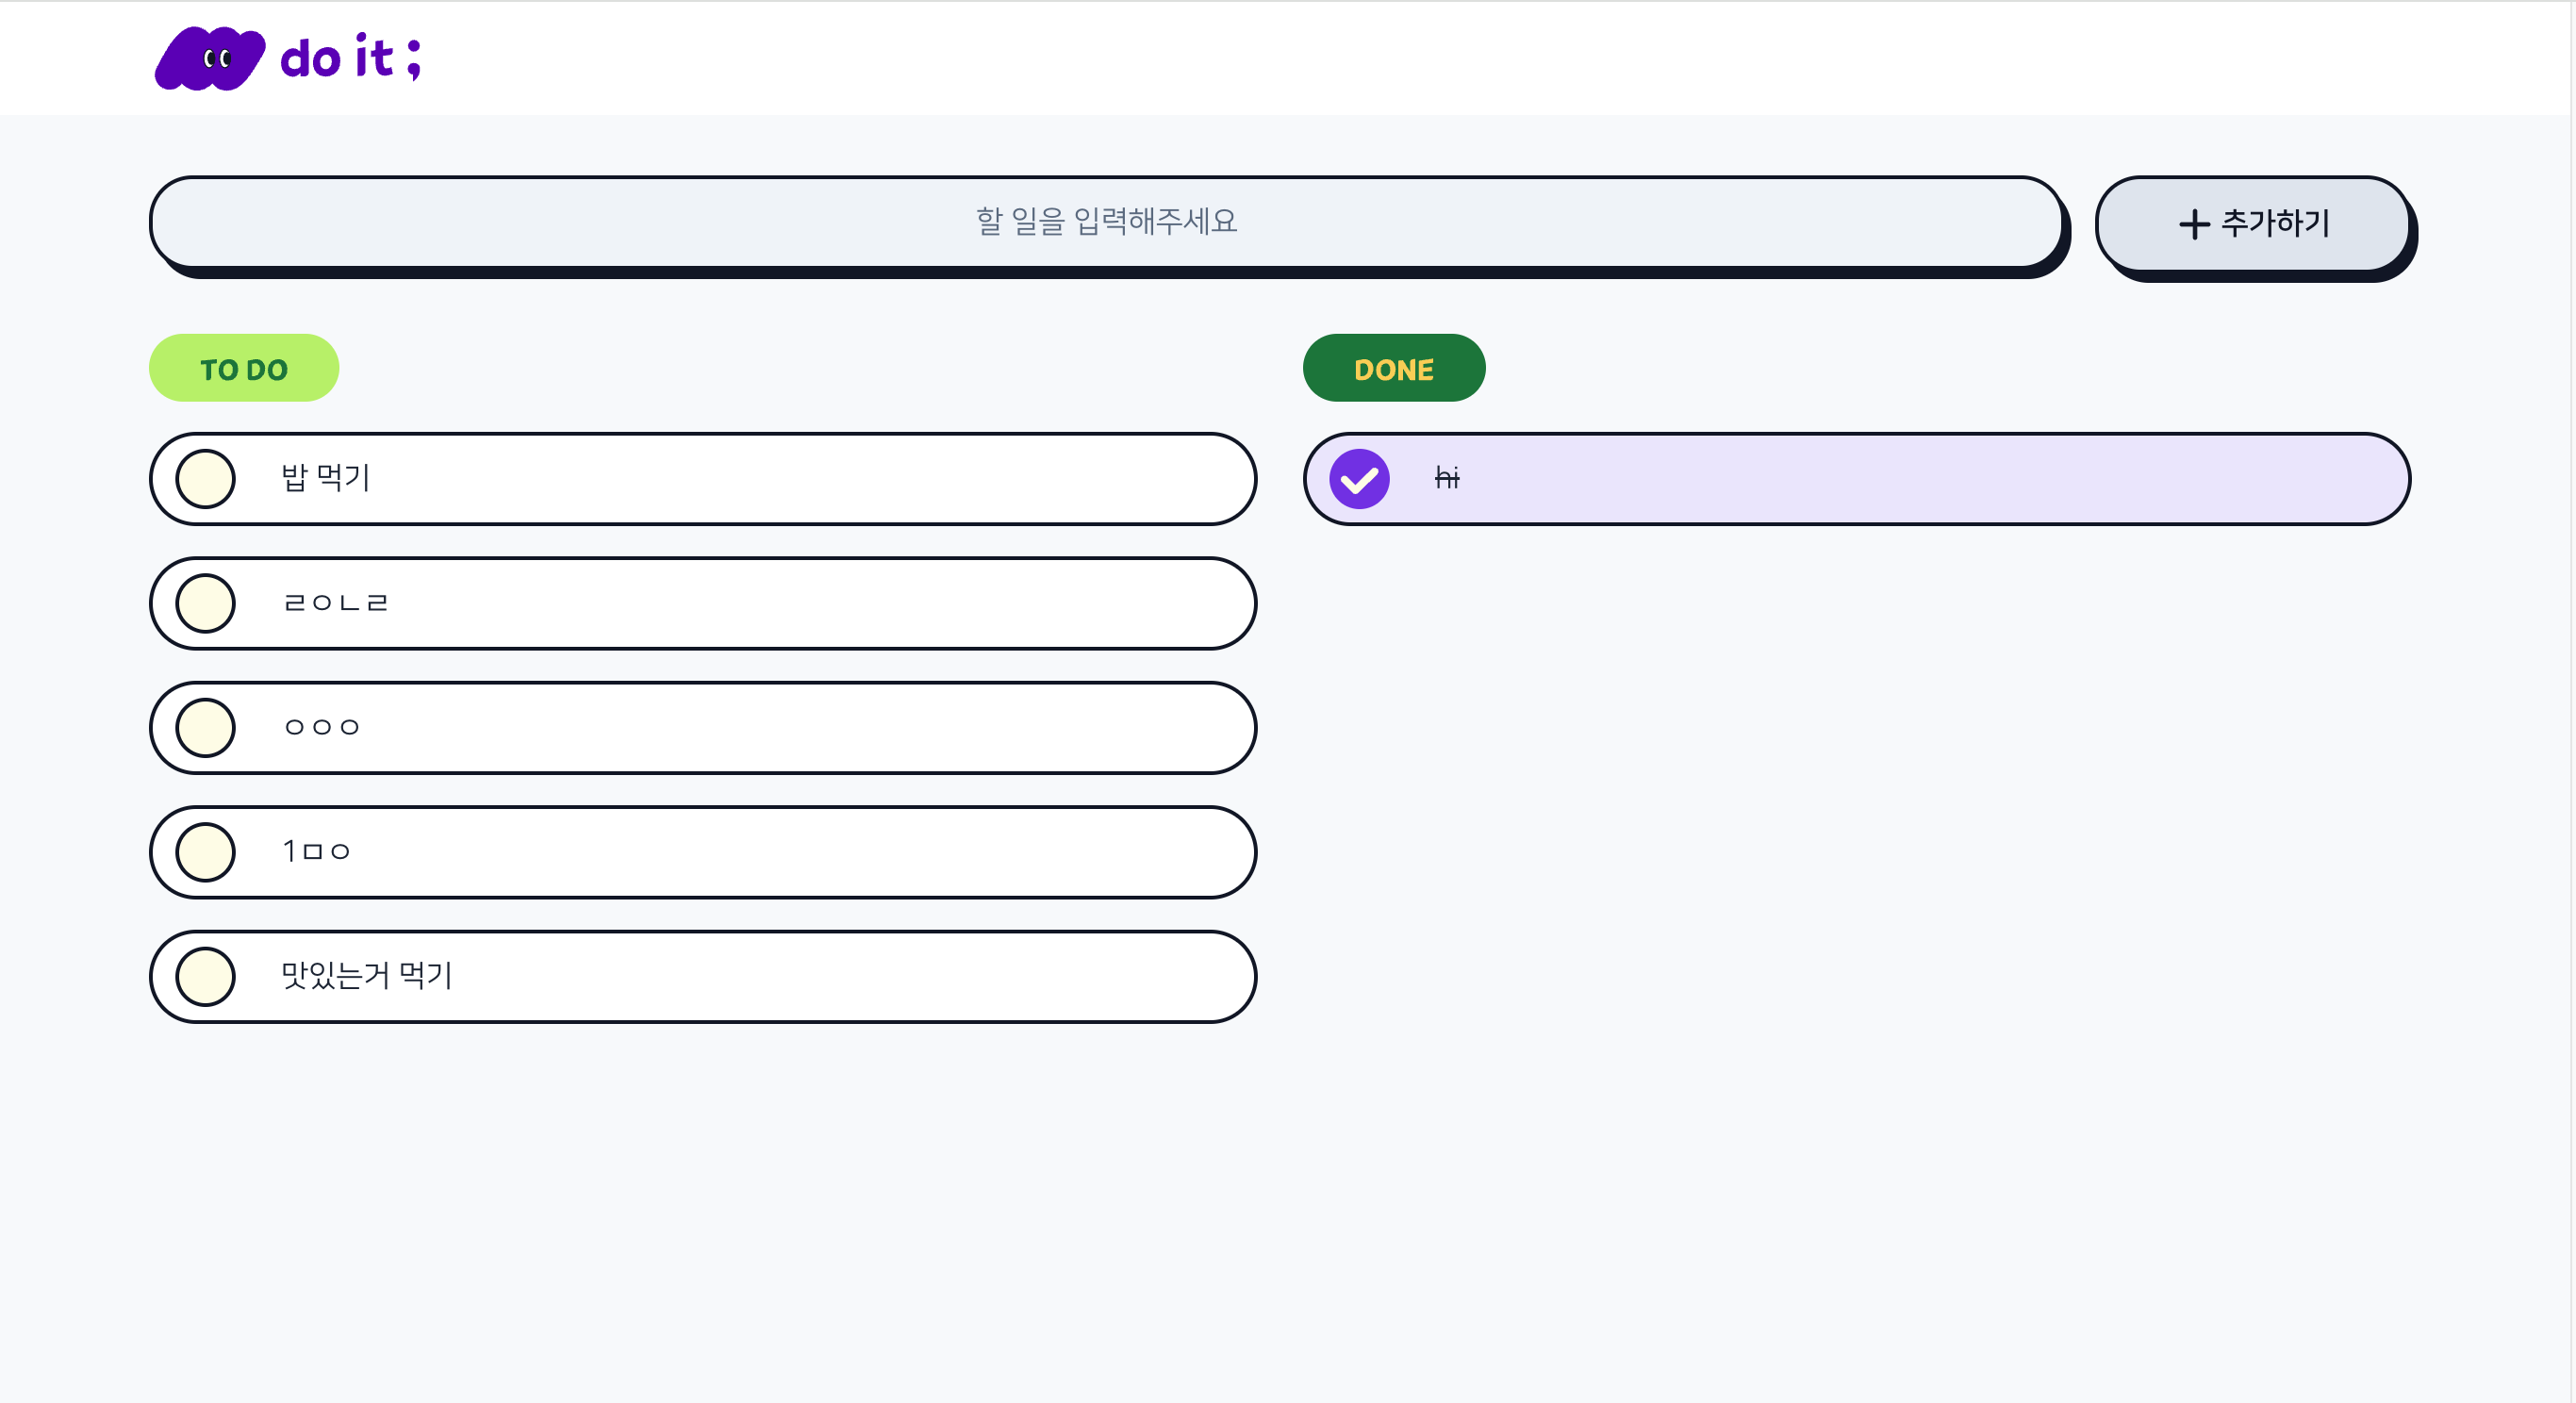 do it ;
할 일을 입력해주세요
추가하기
TO DO
밥 먹기
ㄹㅇㄴㄹ
ㅇㅇㅇ
1ㅁㅇ
맛있는거 먹기
DONE
hi